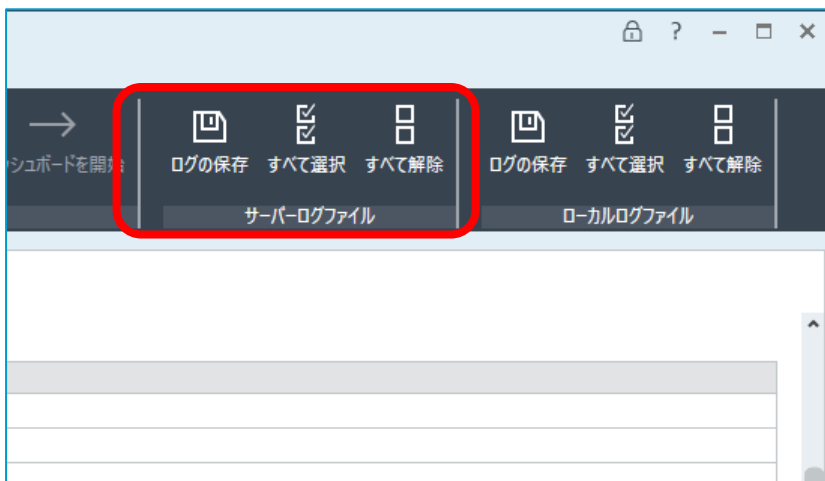 ?
シュボードを開始
ログの保存 すべて選択 すべて解除
サーバーログファイル
ログの保存 すべて選択 すべて解除
ローカルログファイル